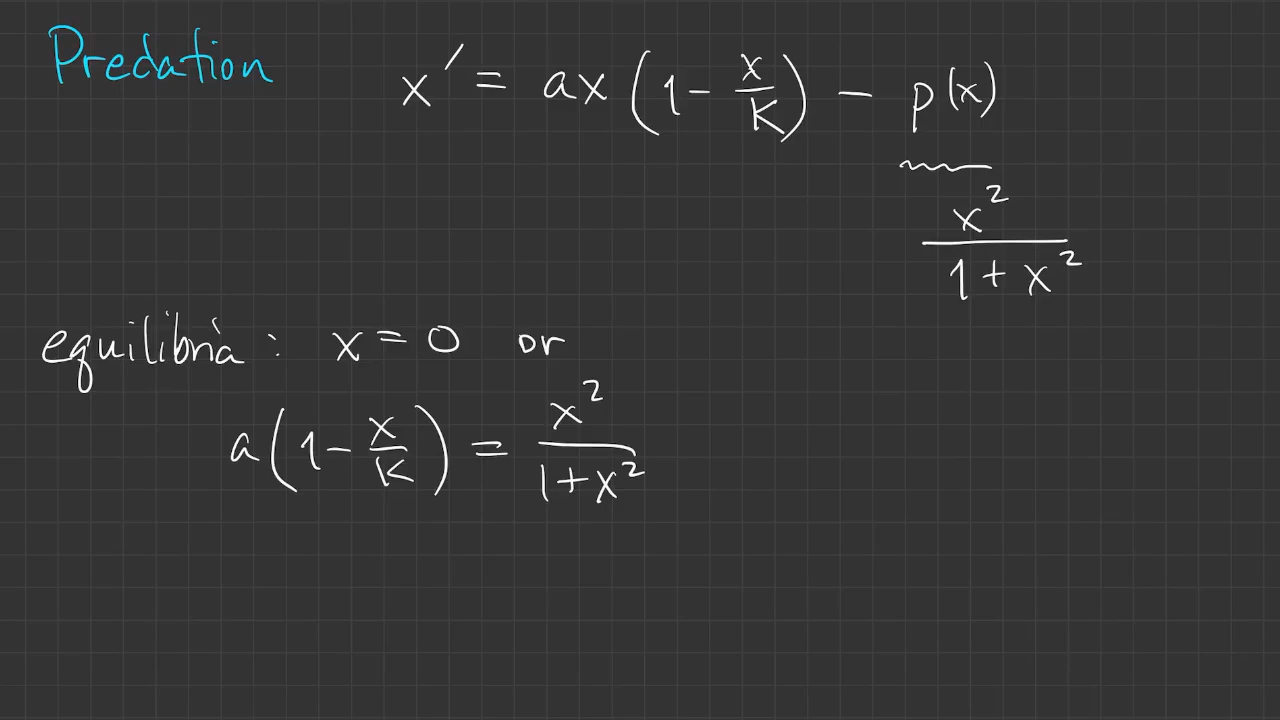 Predation
x' = ax(1 - x/K) - p(x)
x²/(1 + x²)
equilibria: x = 0 or
a(1 - x/K) = x²/(1+x²)